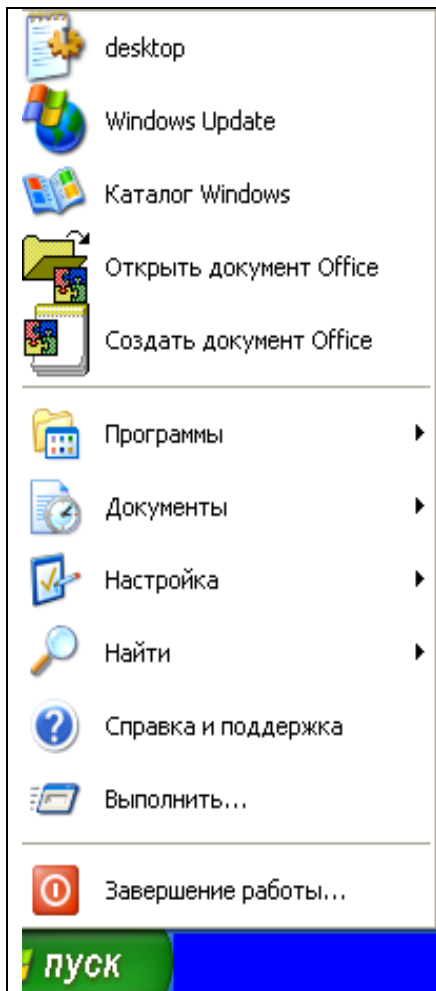 desktop
Windows Update
Каталог Windows
Открыть документ Office
Создать документ Office
Программы
Документы
Настройка
Найти
Справка и поддержка
Выполнить...
Завершение работы...
пуск